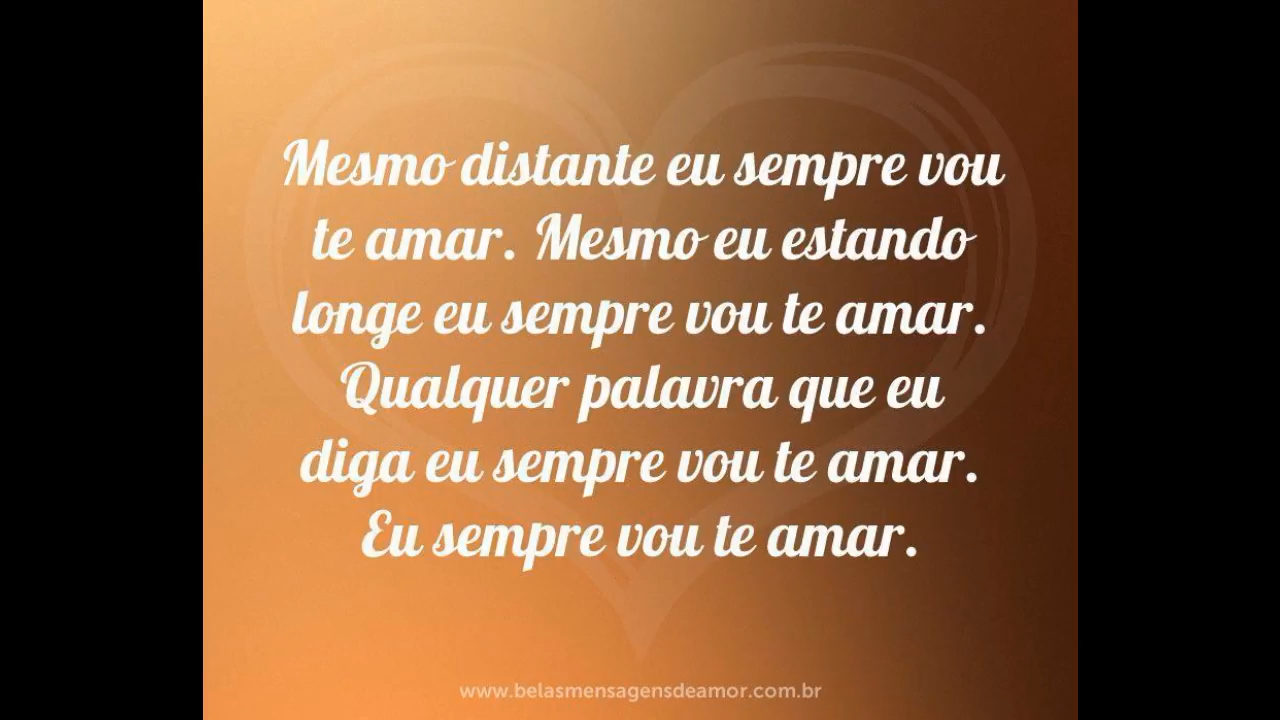 Mesmo distante eu sempre vou
te amar. Mesmo eu estando
longe eu sempre vou te amar.
Qualquer palavra que eu
diga eu sempre vou te amar.
Eu sempre vou te amar.
www.belasmensagensdeamor.com.br